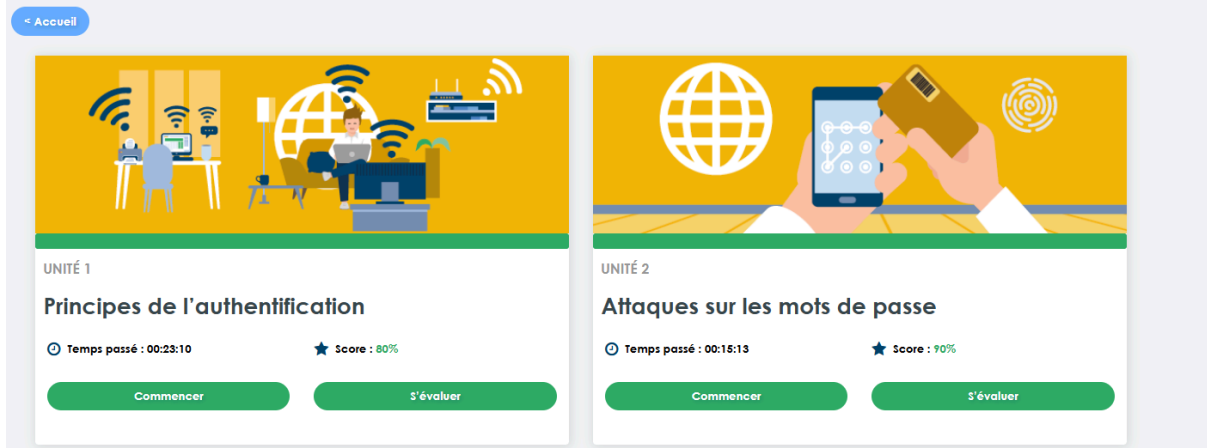 < Accueil
UNITÉ 1
Principes de l'authentification
Temps passé : 00:23:10
Score : 80%
Commencer
S'évaluer
UNITÉ 2
Attaques sur les mots de passe
Temps passé : 00:15:13
Score : 90%
Commencer
S'évaluer